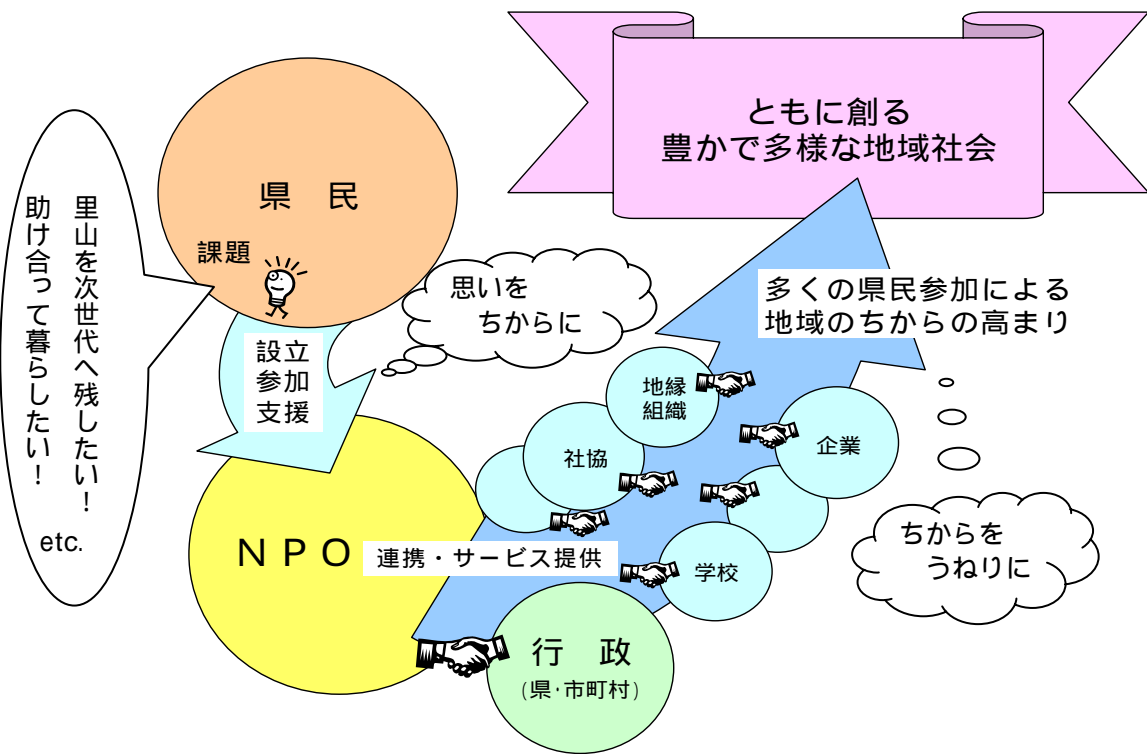 ともに創る
豊かで多様な地域社会
県　民
課題
里山を次世代へ残したい！
助け合って暮らしたい！
etc.
思いを
ちからに
設立
参加
支援
多くの県民参加による
地域のちからの高まり
地縁
組織
社協
企業
ＮＰＯ
連携・サービス提供
学校
ちからを
うねりに
行　政
(県･市町村)